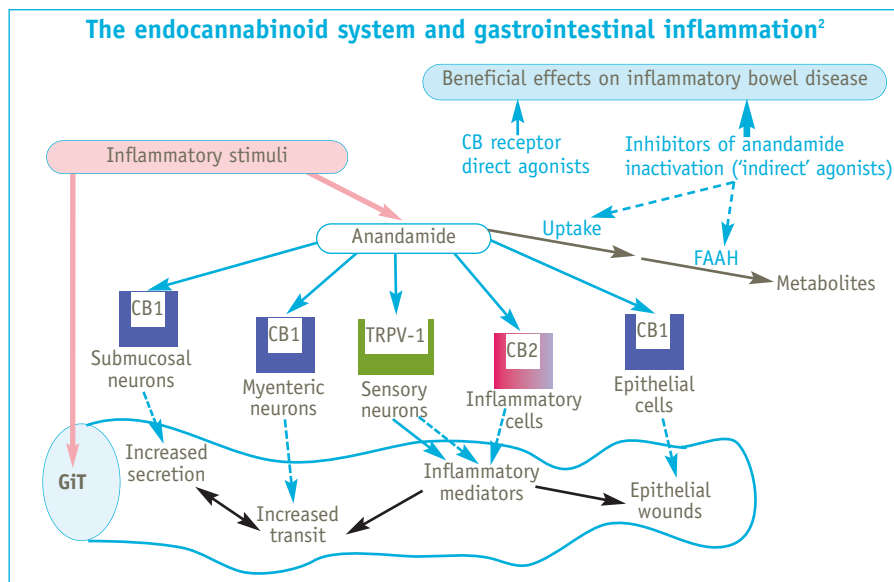 The endocannabinoid system and gastrointestinal inflammation²
Beneficial effects on inflammatory bowel disease
CB receptor
direct agonists
Inhibitors of anandamide
inactivation (‘indirect’ agonists)
Inflammatory stimuli
Uptake
Anandamide
FAAH
Metabolites
CB1
Submucosal
neurons
CB1
Myenteric
neurons
TRPV-1
Sensory
neurons
CB2
Inflammatory
cells
CB1
Epithelial
cells
GiT
Increased
secretion
Increased
transit
Inflammatory
mediators
Epithelial
wounds